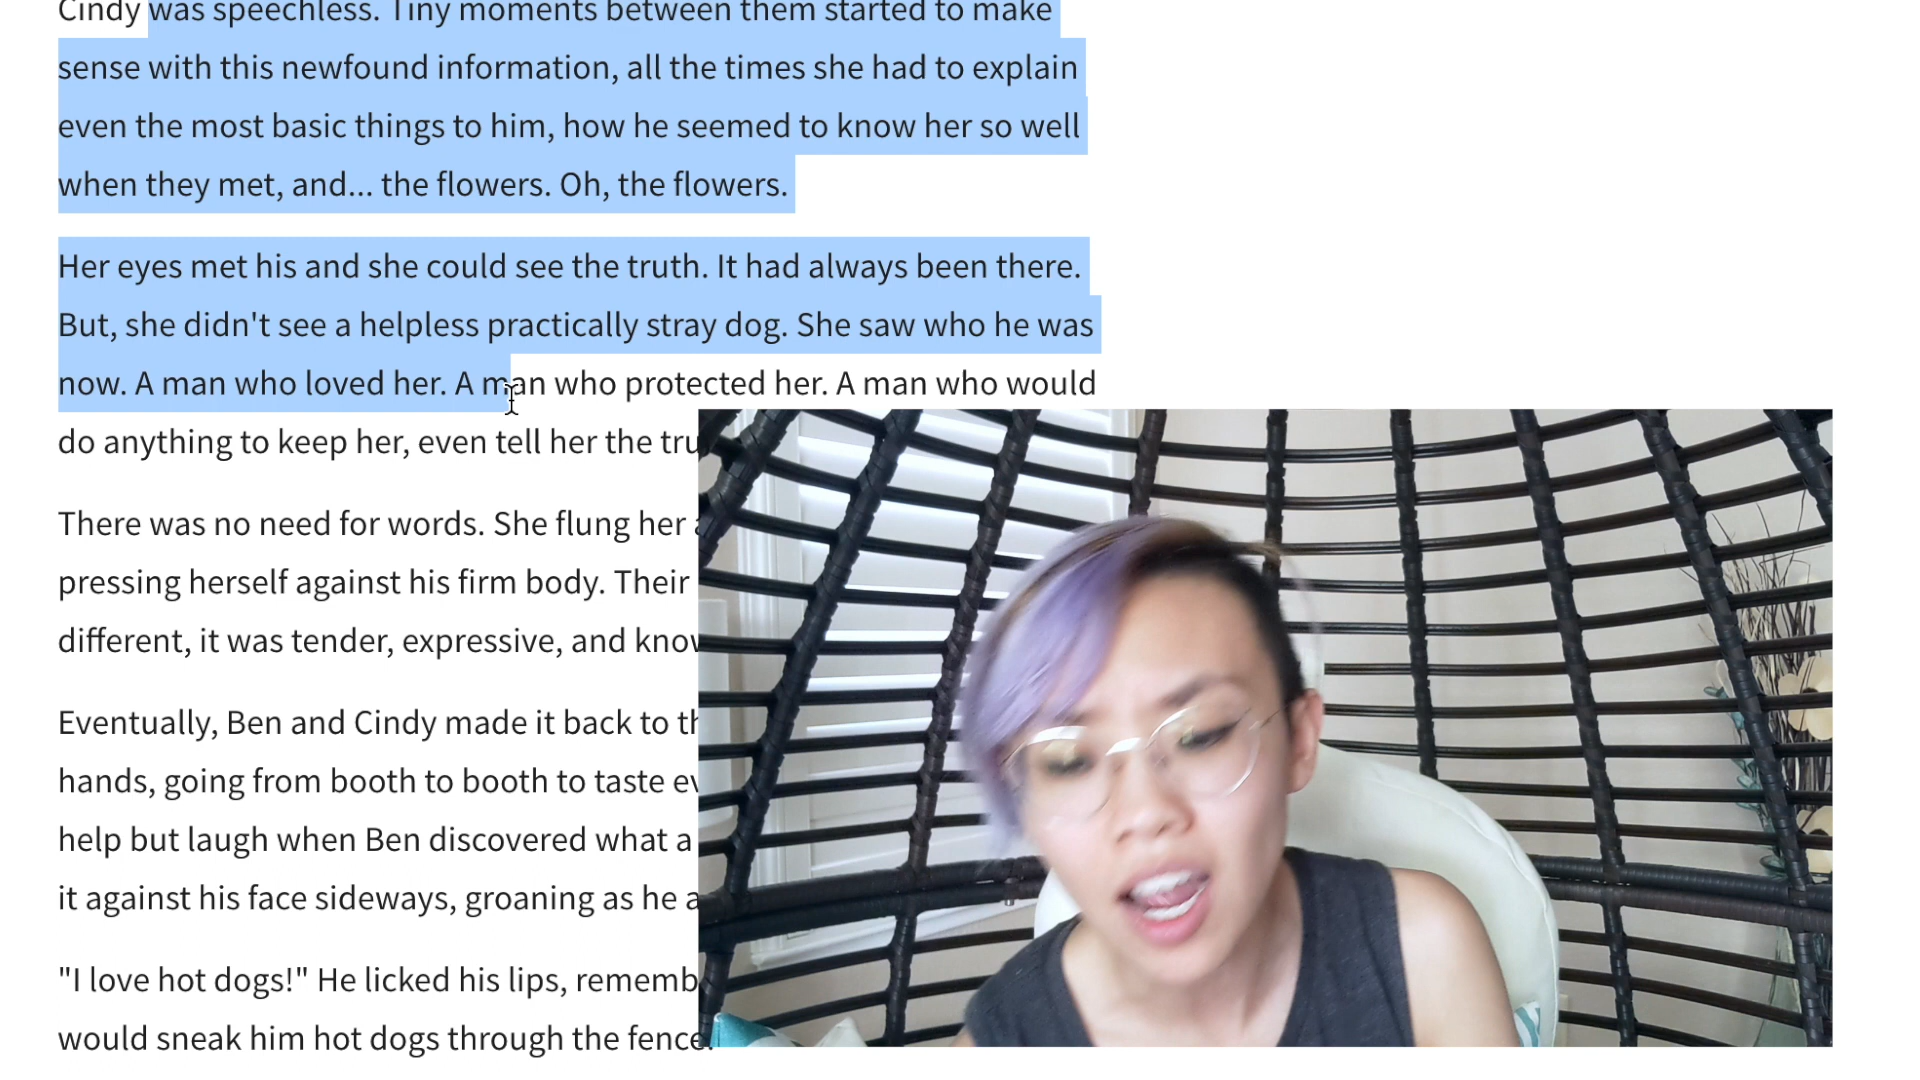 Cindy was speechless. Tiny moments between them started to make
sense with this newfound information, all the times she had to explain
even the most basic things to him, how he seemed to know her so well
when they met, and... the flowers. Oh, the flowers.
Her eyes met his and she could see the truth. It had always been there.
But, she didn't see a helpless practically stray dog. She saw who he was
now. A man who loved her. A man who protected her. A man who would
do anything to keep her, even tell her the
There was no need for words. She flung her
pressing herself against his firm body. Their
different, it was tender, expressive, and
Eventually, Ben and Cindy made it back to
hands, going from booth to booth to taste
help but laugh when Ben discovered what a
it against his face sideways, groaning as he
"I love hot dogs!" He licked his lips,
would sneak him hot dogs through the fence.